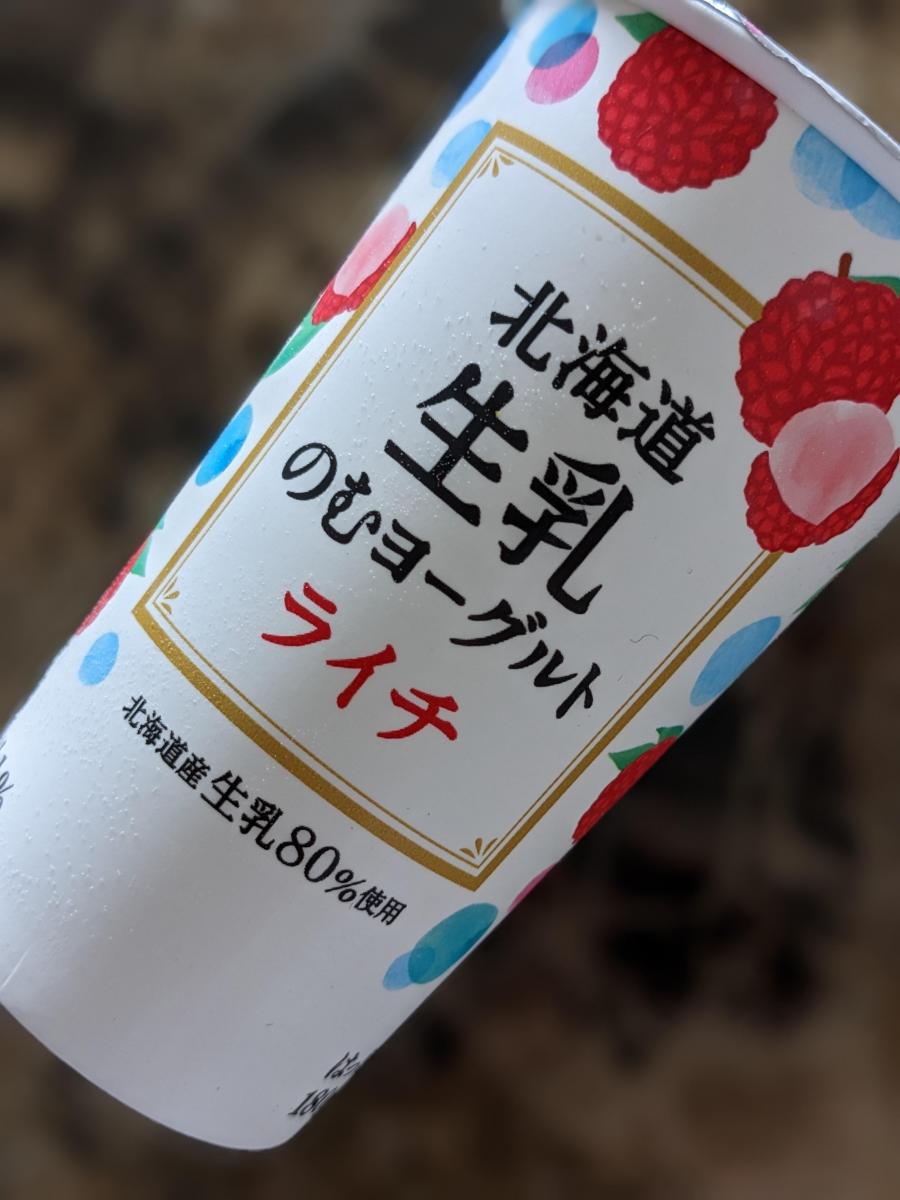 北海道
生乳
のむヨーグルト
ライチ
北海道産生乳80%使用